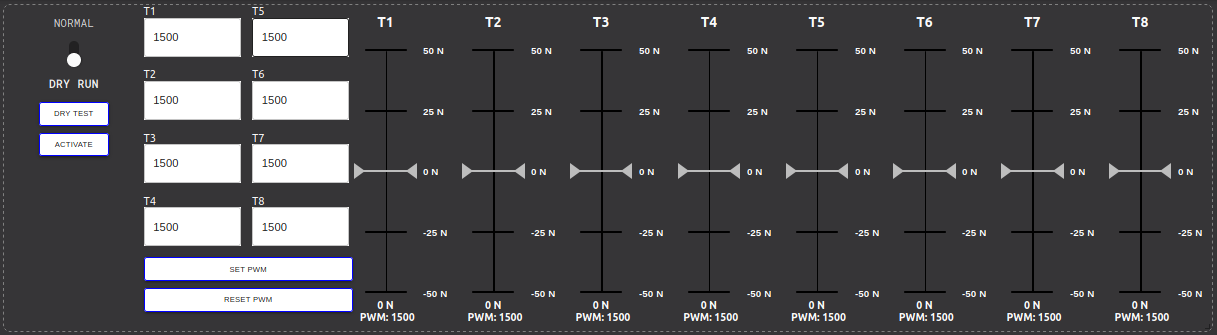 NORMAL
DRY RUN
DRY TEST
ACTIVATE
T1 T5
1500 1500
T2 T6
1500 1500
T3 T7
1500 1500
T4 T8
1500 1500
SET PWM
RESET PWM
T1 T2 T3 T4 T5 T6 T7 T8
50 N 50 N 50 N 50 N 50 N 50 N 50 N 50 N
25 N 25 N 25 N 25 N 25 N 25 N 25 N 25 N
0 N 0 N 0 N 0 N 0 N 0 N 0 N 0 N
-25 N -25 N -25 N -25 N -25 N -25 N -25 N -25 N
-50 N -50 N -50 N -50 N -50 N -50 N -50 N -50 N
0 N 0 N 0 N 0 N 0 N 0 N 0 N 0 N
PWM: 1500 PWM: 1500 PWM: 1500 PWM: 1500 PWM: 1500 PWM: 1500 PWM: 1500 PWM: 1500